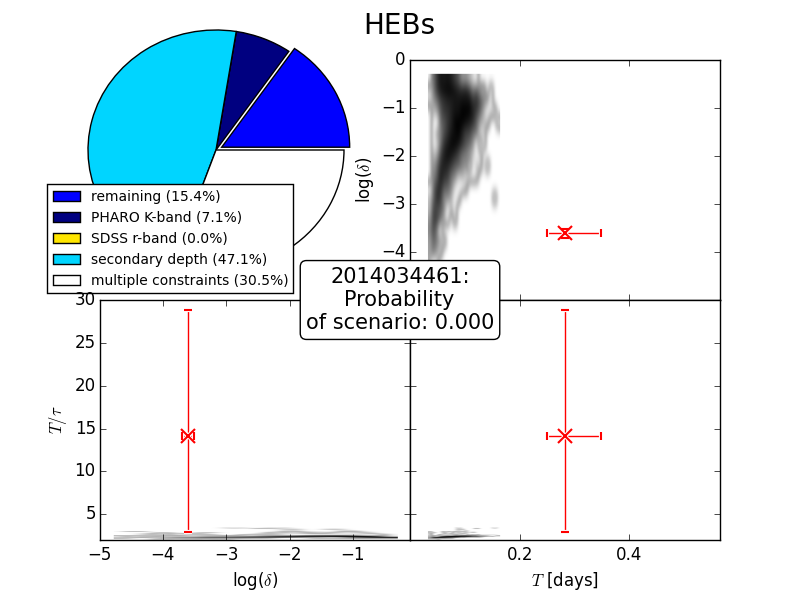 HEBs
remaining (15.4%)
PHARO K-band (7.1%)
SDSS r-band (0.0%)
secondary depth (47.1%)
multiple constraints (30.5%)
0
−1
−2
−3
−4
log(δ)
2014034461:
Probability
of scenario: 0.000
30
25
20
15
10
5
T/τ
−5 −4 −3 −2 −1
log(δ)
0.2 0.4
T [days]